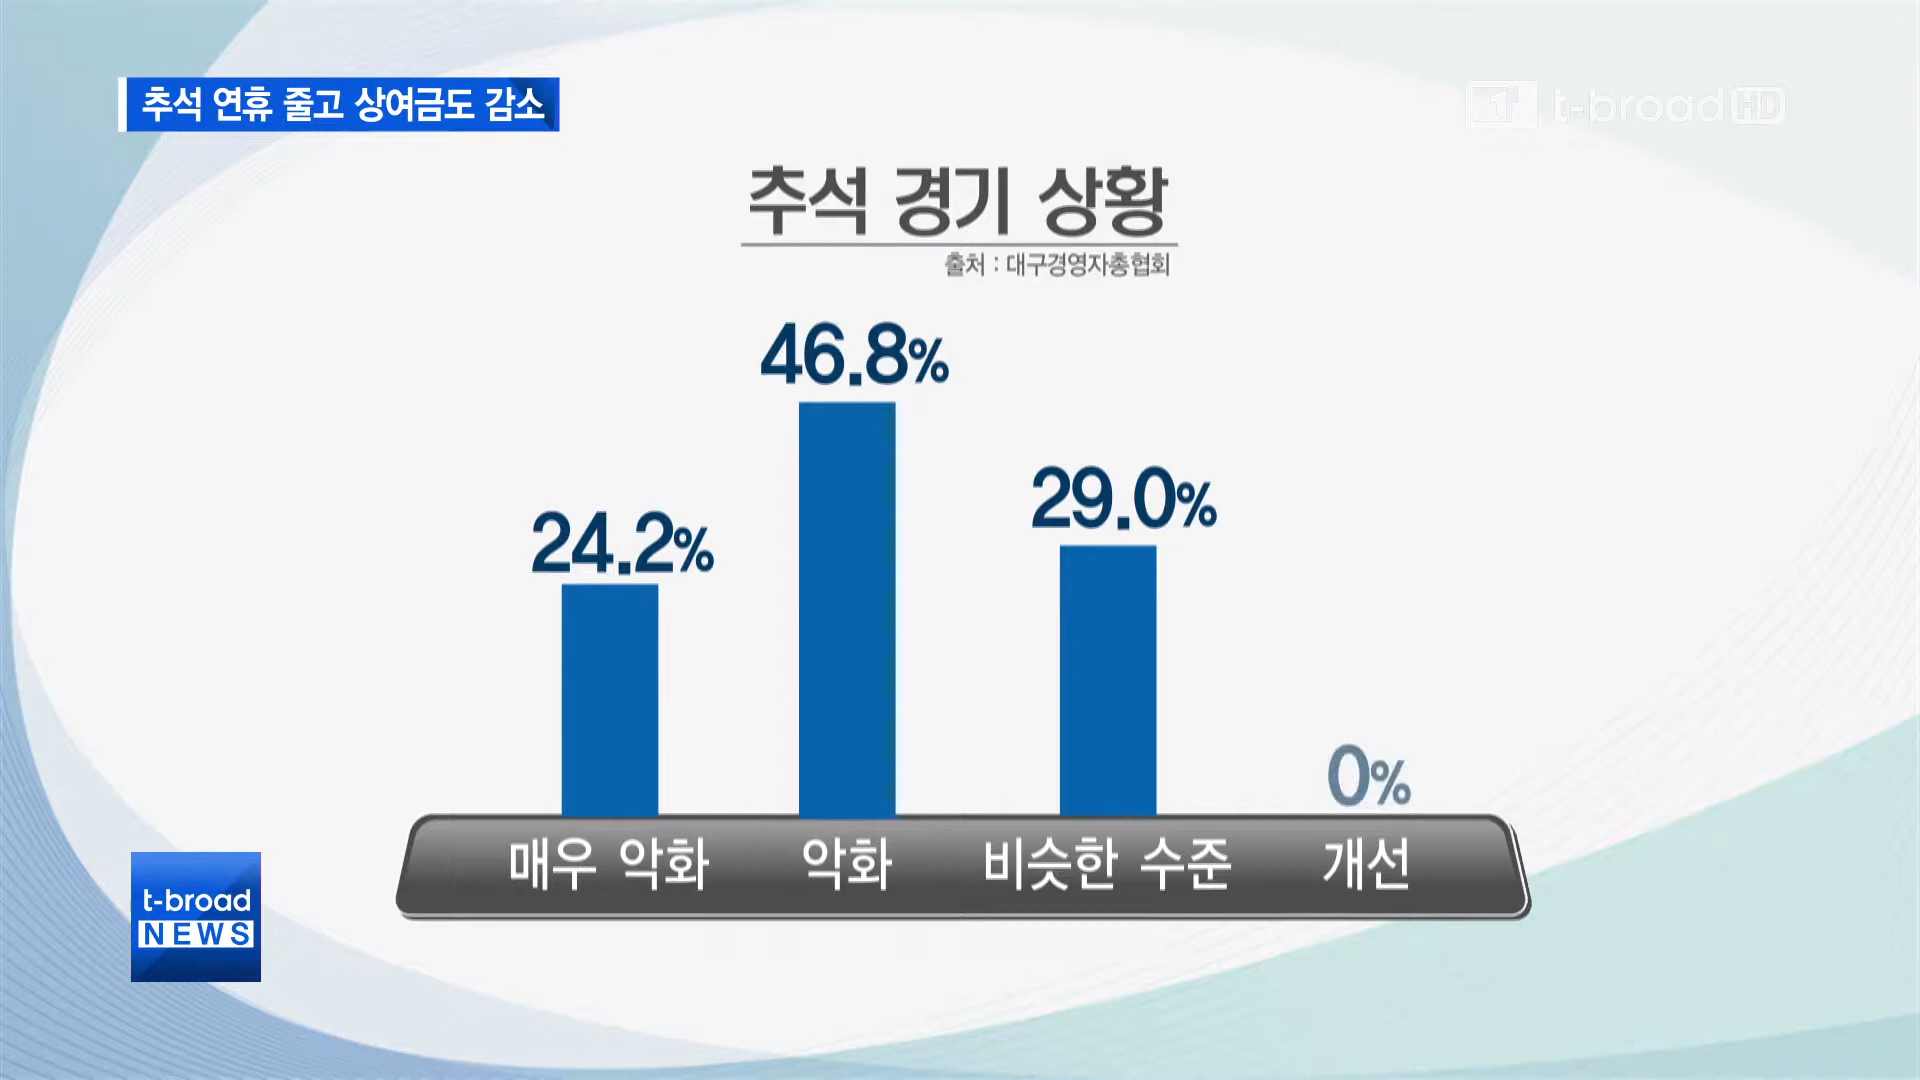 추석 연휴 줄고 상여금도 감소
t-broad HD
추석 경기 상황
출처 : 대구경영자총협회
46.8%
29.0%
24.2%
0%
매우 악화 악화 비슷한 수준 개선
t-broad
NEWS